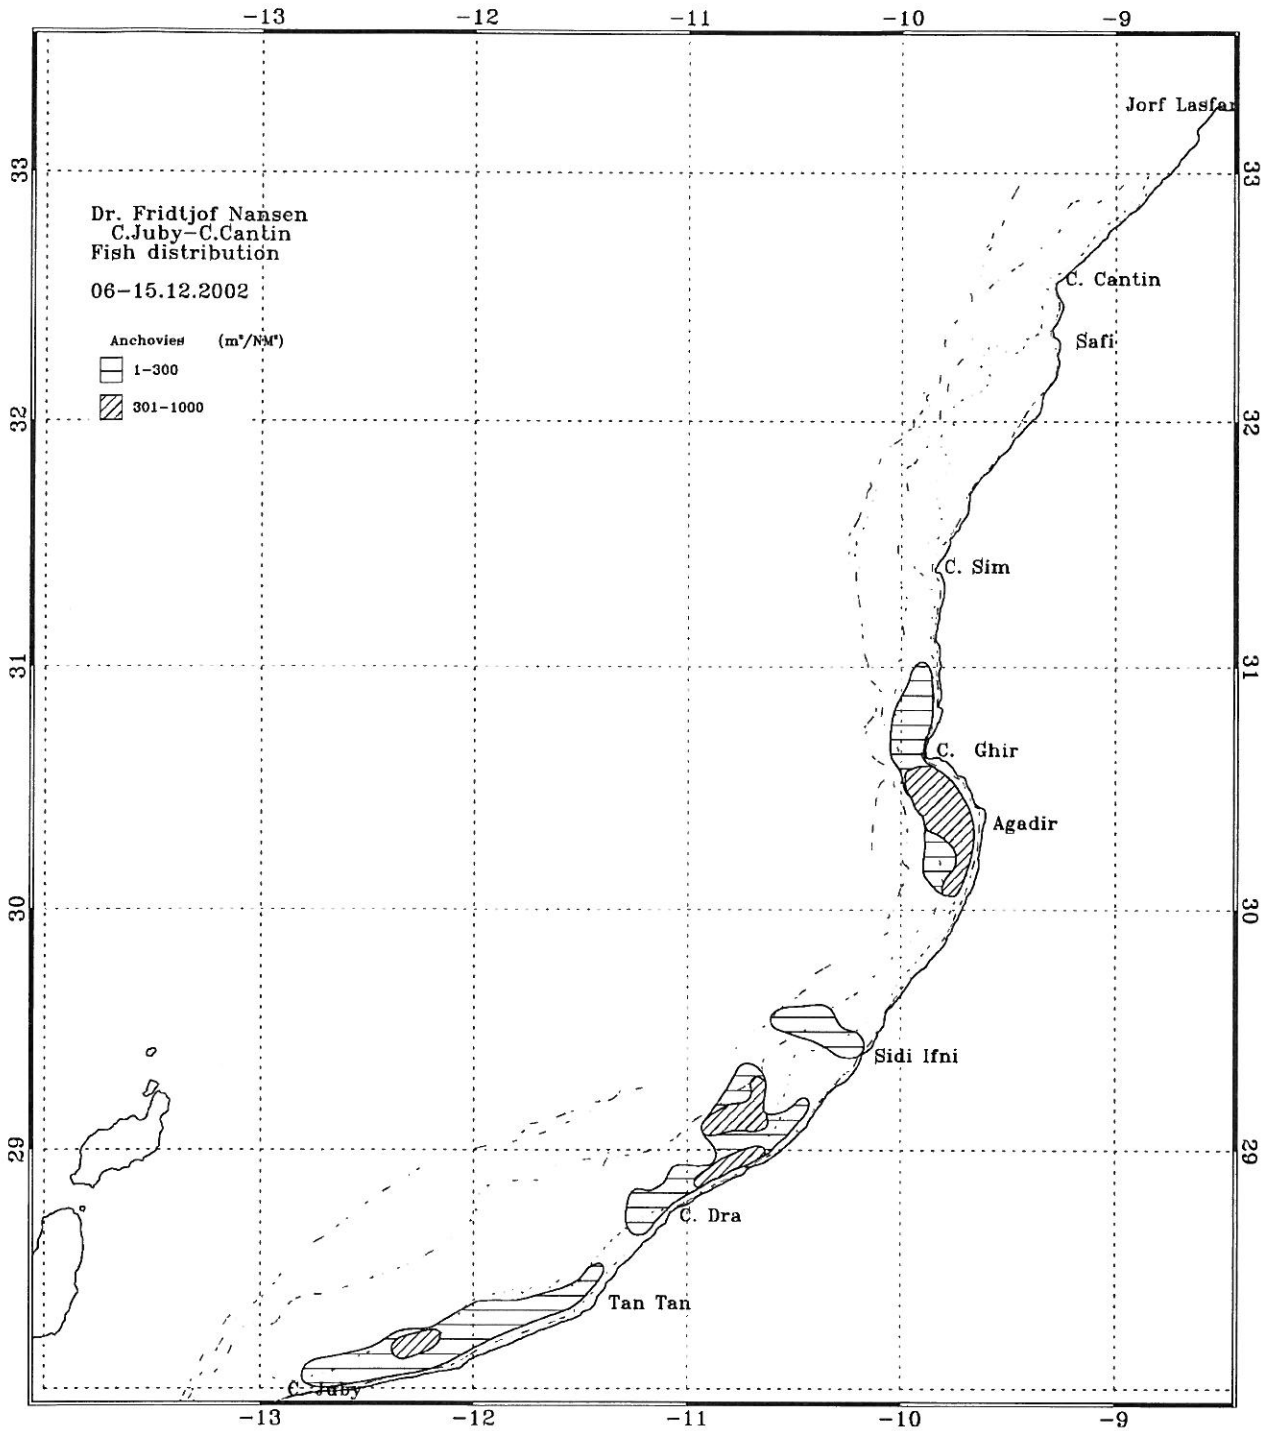 -13 -12 -11 -10 -9
Jorf Lasfar
33 33
Dr. Fridtjof Nansen
C.Juby-C.Cantin
Fish distribution
C. Cantin
06-15.12.2002
Anchovies (m²/NM²)
Safi
1-300
301-1000
32 32
C. Sim
31 31
C. Ghir
Agadir
30 30
Sidi Ifni
29 29
C. Dra
Tan Tan
C. Juby
-13 -12 -11 -10 -9